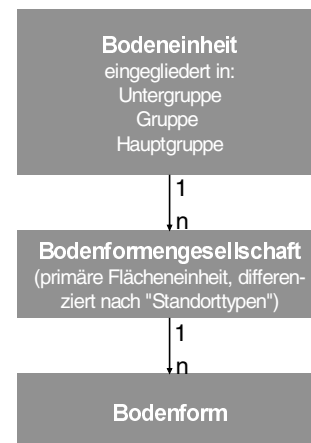 Bodeneinheit
eingegliedert in:
Untergruppe
Gruppe
Hauptgruppe
1
n
Bodenformengesellschaft
(primäre Flächeneinheit, differen-
ziert nach "Standorttypen")
1
n
Bodenform